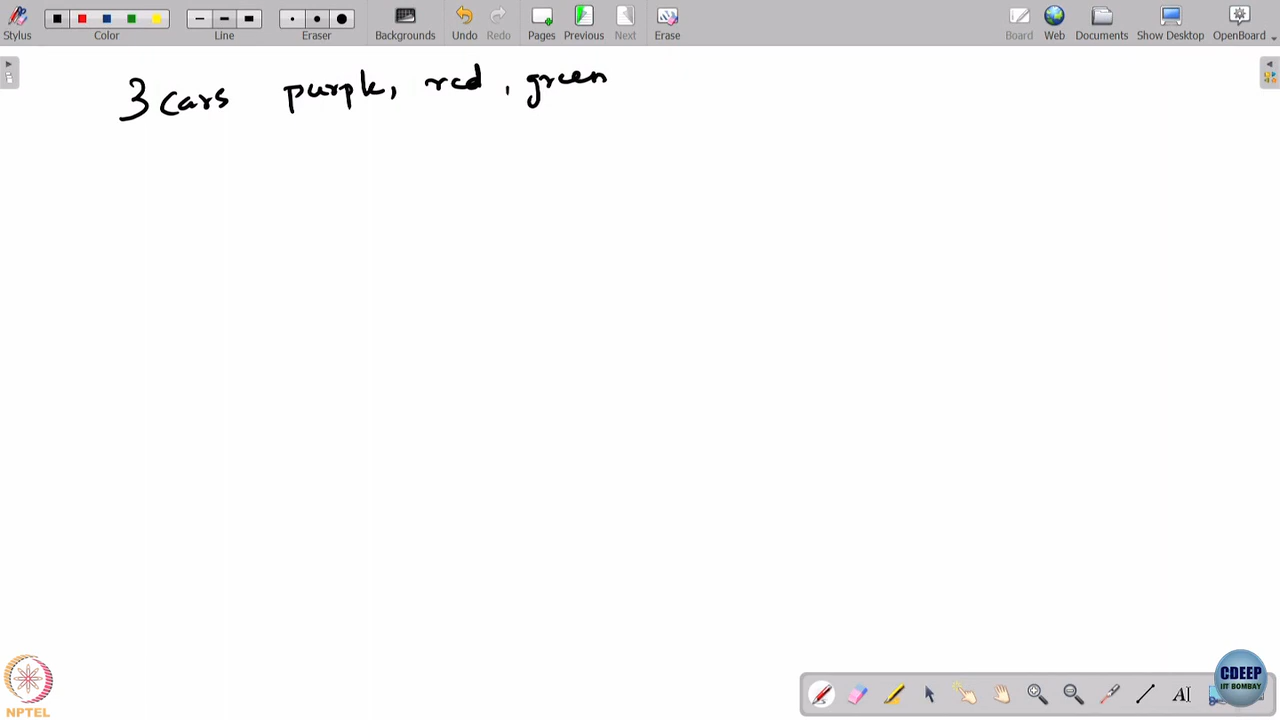 Stylus Color Line Eraser Backgrounds Undo Redo Pages Previous Next Erase Board Web Documents Show Desktop OpenBoard
3 cars purple, red, green
NPTEL
CDEEP
IIT BOMBAY